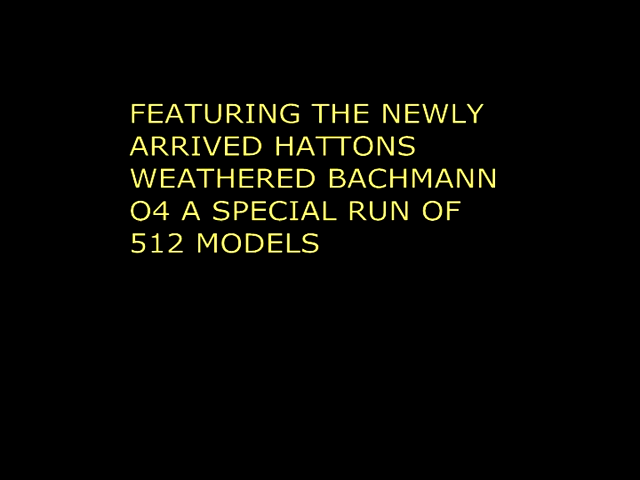 FEATURING THE NEWLY
ARRIVED HATTONS
WEATHERED BACHMANN
O4 A SPECIAL RUN OF
512 MODELS